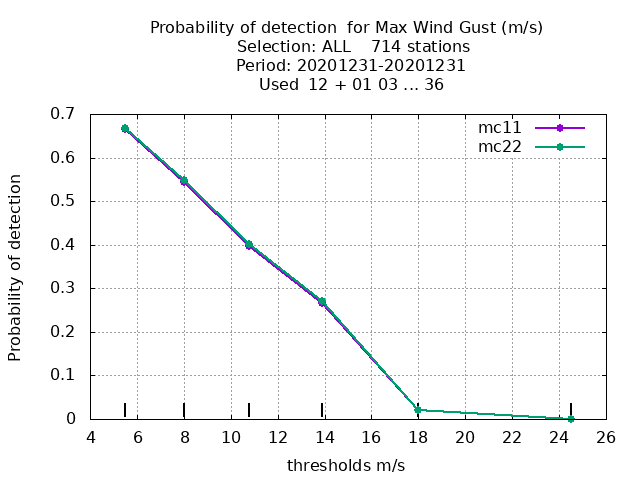 Probability of detection  for Max Wind Gust (m/s)
Selection: ALL    714 stations
Period: 20201231-20201231
Used  12 + 01 03 ... 36
mc11
mc22
Probability of detection
0.7
0.6
0.5
0.4
0.3
0.2
0.1
0
4 6 8 10 12 14 16 18 20 22 24 26
thresholds m/s